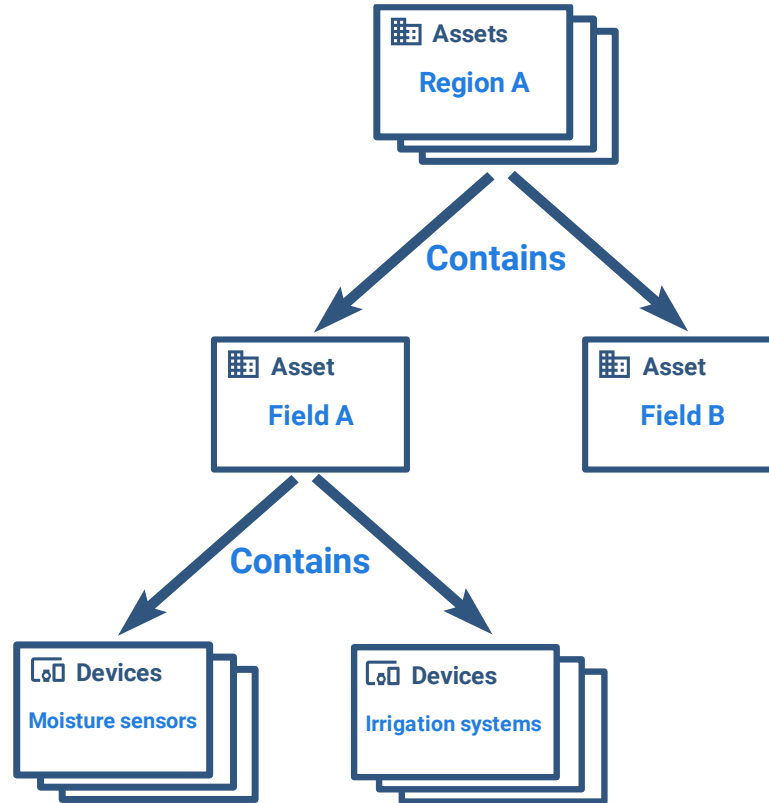 Assets
Region A
Contains
Asset
Field A
Asset
Field B
Contains
Devices
Moisture sensors
Devices
Irrigation systems